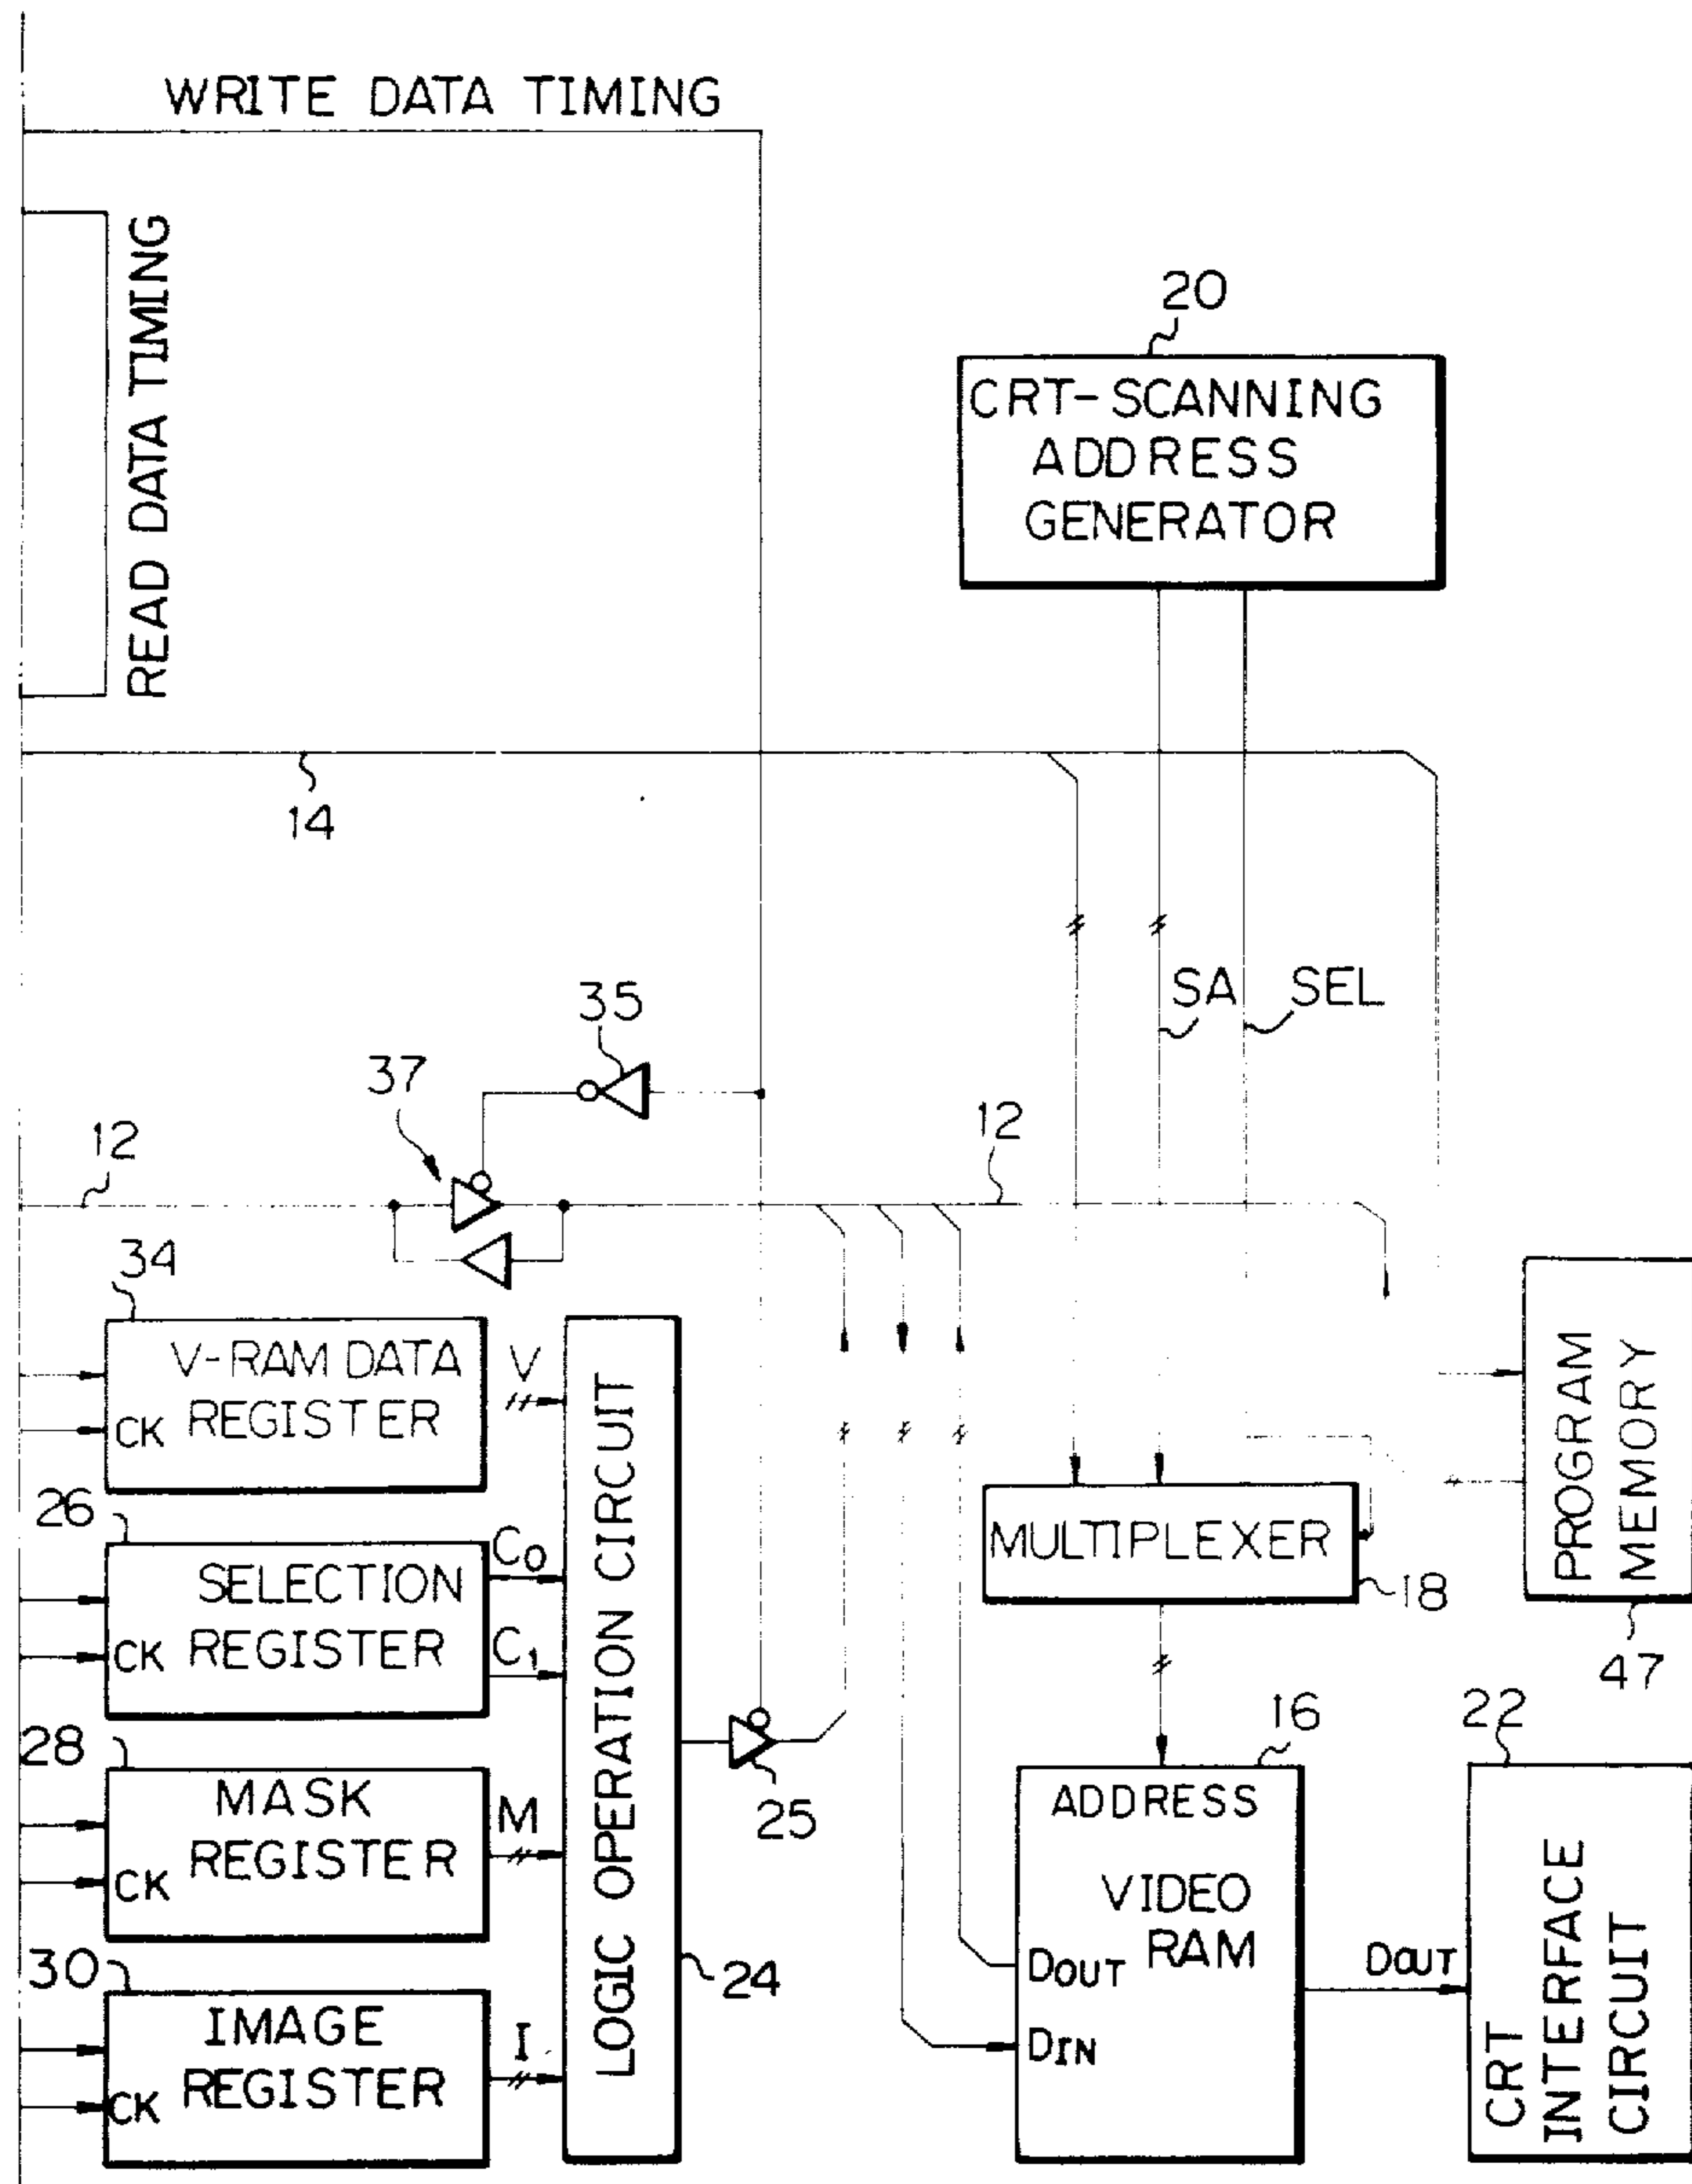 WRITE DATA TIMING
READ DATA TIMING
20
CRT-SCANNING
ADDRESS
GENERATOR
14
SA
SEL
35
37
12
12
34
V-RAM DATA
REGISTER
CK
V
26
SELECTION
REGISTER
CK
C0
C1
28
MASK
REGISTER
CK
M
30
IMAGE
REGISTER
CK
I
LOGIC OPERATION CIRCUIT
24
25
MULTIPLEXER
18
PROGRAM
MEMORY
47
16
ADDRESS
VIDEO
RAM
DOUT
DIN
DOUT
22
CRT
INTERFACE
CIRCUIT